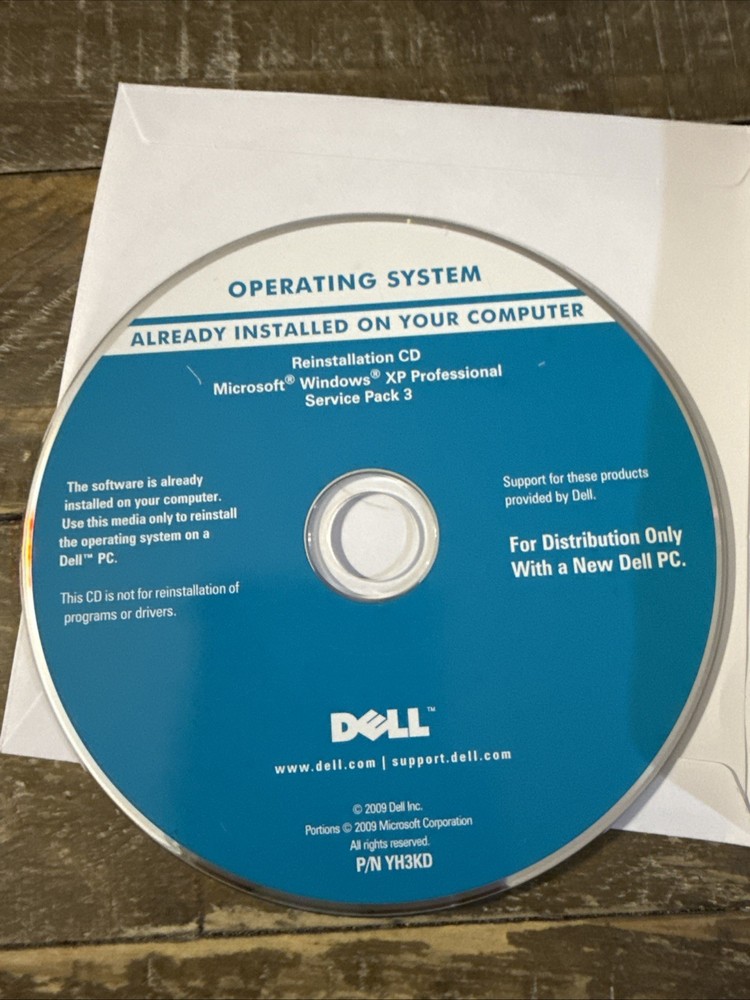 OPERATING SYSTEM
ALREADY INSTALLED ON YOUR COMPUTER
Reinstallation CD
Microsoft® Windows® XP Professional
Service Pack 3
The software is already
installed on your computer.
Use this media only to reinstall
the operating system on a
Dell™ PC.
This CD is not for reinstallation of
programs or drivers.
Support for these products
provided by Dell.
For Distribution Only
With a New Dell PC.
DELL™
www.dell.com | support.dell.com
© 2009 Dell Inc.
Portions © 2009 Microsoft Corporation
All rights reserved.
P/N YH3KD